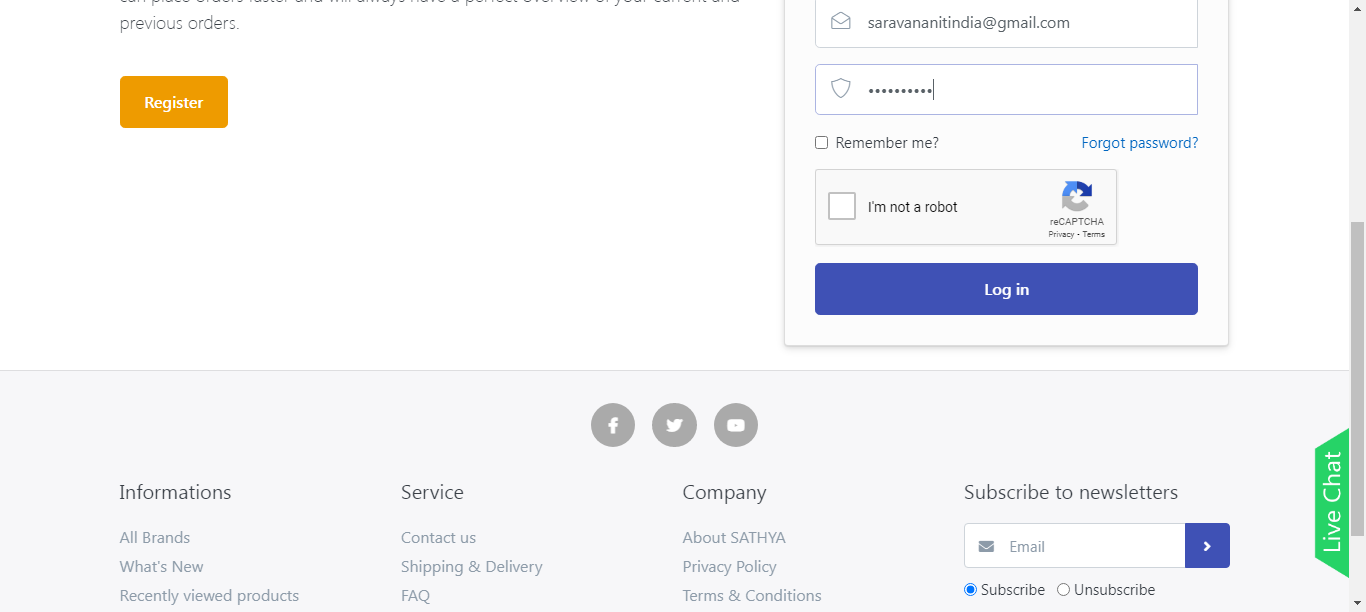 previous orders.
Register
saravananitindia@gmail.com
••••••••••
Remember me?
Forgot password?
I'm not a robot
reCAPTCHA
Privacy - Terms
Log in
Informations
All Brands
What's New
Recently viewed products
Service
Contact us
Shipping & Delivery
FAQ
Company
About SATHYA
Privacy Policy
Terms & Conditions
Subscribe to newsletters
Email
Subscribe
Unsubscribe
Live Chat